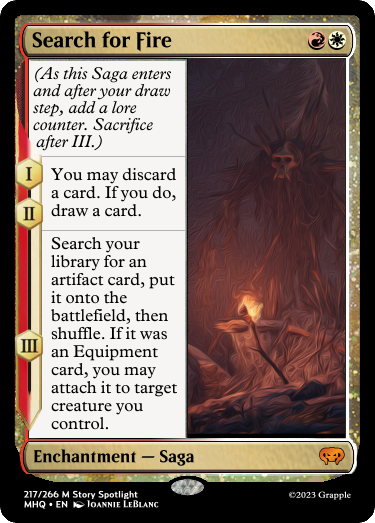 Search for Fire
(As this Saga enters
and after your draw
step, add a lore
counter. Sacrifice
after III.)
I
You may discard
a card. If you do,
II
draw a card.
Search your
library for an
artifact card, put
it onto the
battlefield, then
shuffle. If it was
III
an Equipment
card, you may
attach it to target
creature you
control.
Enchantment — Saga
217/266 M Story Spotlight
MHQ • EN Joannie LeBlanc
©2023 Grapple